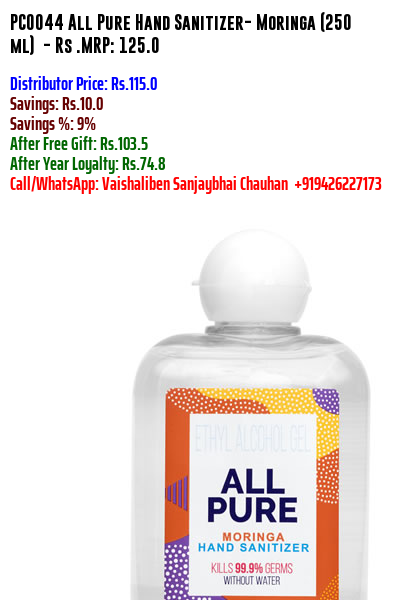 PC0044 All Pure Hand Sanitizer- Moringa (250
ml) - Rs .MRP: 125.0
Distributor Price: Rs.115.0
Savings: Rs.10.0
Savings %: 9%
After Free Gift: Rs.103.5
After Year Loyalty: Rs.74.8
Call/WhatsApp: Vaishaliben Sanjaybhai Chauhan +919426227173
ETHYL ALCOHOL GEL
ALL
PURE
MORINGA
HAND SANITIZER
KILLS 99.9% GERMS
WITHOUT WATER